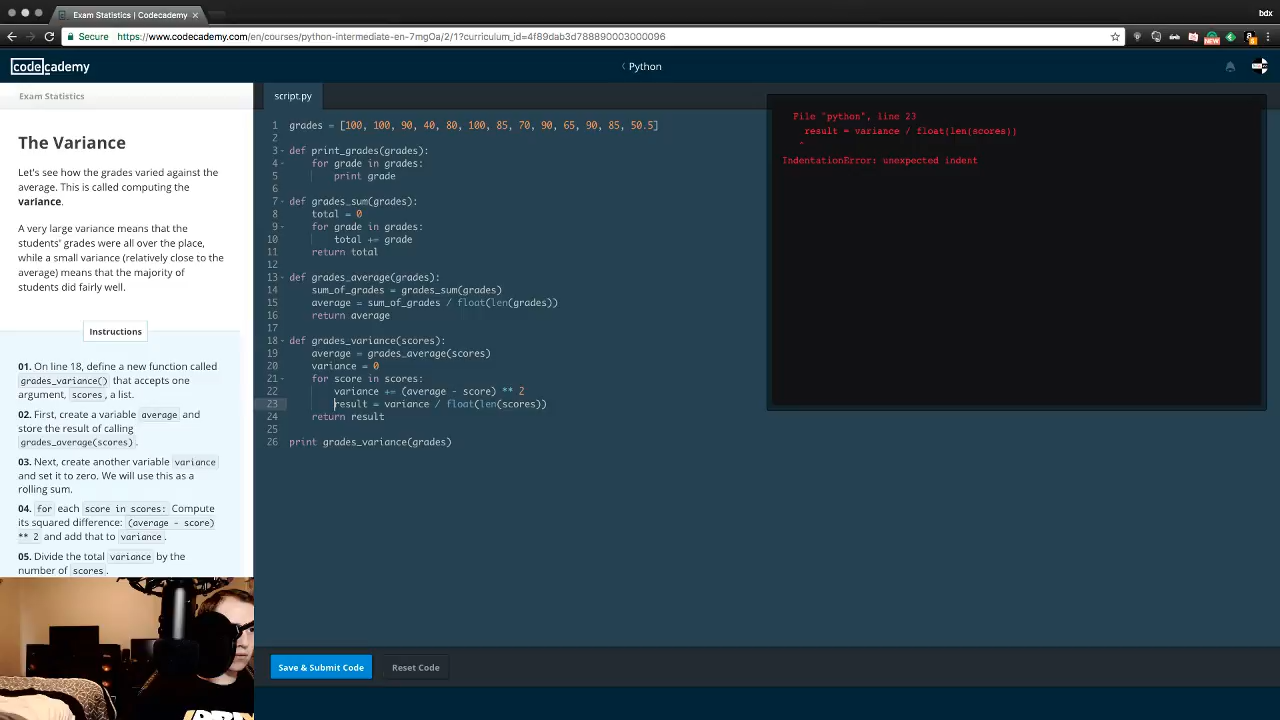 Exam Statistics | Codecademy
bdx
Secure
https://www.codecademy.com/en/courses/python-intermediate-en-7mgOa/2/1?curriculum_id=4f89dab3d788890003000096
NEW
codecademy
Python
Exam Statistics
script.py
The Variance
Let's see how the grades varied against the
average. This is called computing the
variance.
A very large variance means that the
students' grades were all over the place,
while a small variance (relatively close to the
average) means that the majority of
students did fairly well.
Instructions
01. On line 18, define a new function called
grades_variance() that accepts one
argument, scores, a list.
02. First, create a variable average and
store the result of calling
grades_average(scores).
03. Next, create another variable variance
and set it to zero. We will use this as a
rolling sum.
04. for each score in scores: Compute
its squared difference: (average - score)
** 2 and add that to variance.
05. Divide the total variance by the
number of scores.
1 grades = [100, 100, 90, 40, 80, 100, 85, 70, 90, 65, 90, 85, 50.5]
2
3 def print_grades(grades):
4 for grade in grades:
5 print grade
6
7 def grades_sum(grades):
8 total = 0
9 for grade in grades:
10 total += grade
11 return total
12
13 def grades_average(grades):
14 sum_of_grades = grades_sum(grades)
15 average = sum_of_grades / float(len(grades))
16 return average
17
18 def grades_variance(scores):
19 average = grades_average(scores)
20 variance = 0
21 for score in scores:
22 variance += (average - score) ** 2
23 result = variance / float(len(scores))
24 return result
25
26 print grades_variance(grades)
File "python", line 23
result = variance / float(len(scores))
^
IndentationError: unexpected indent
Save & Submit Code
Reset Code